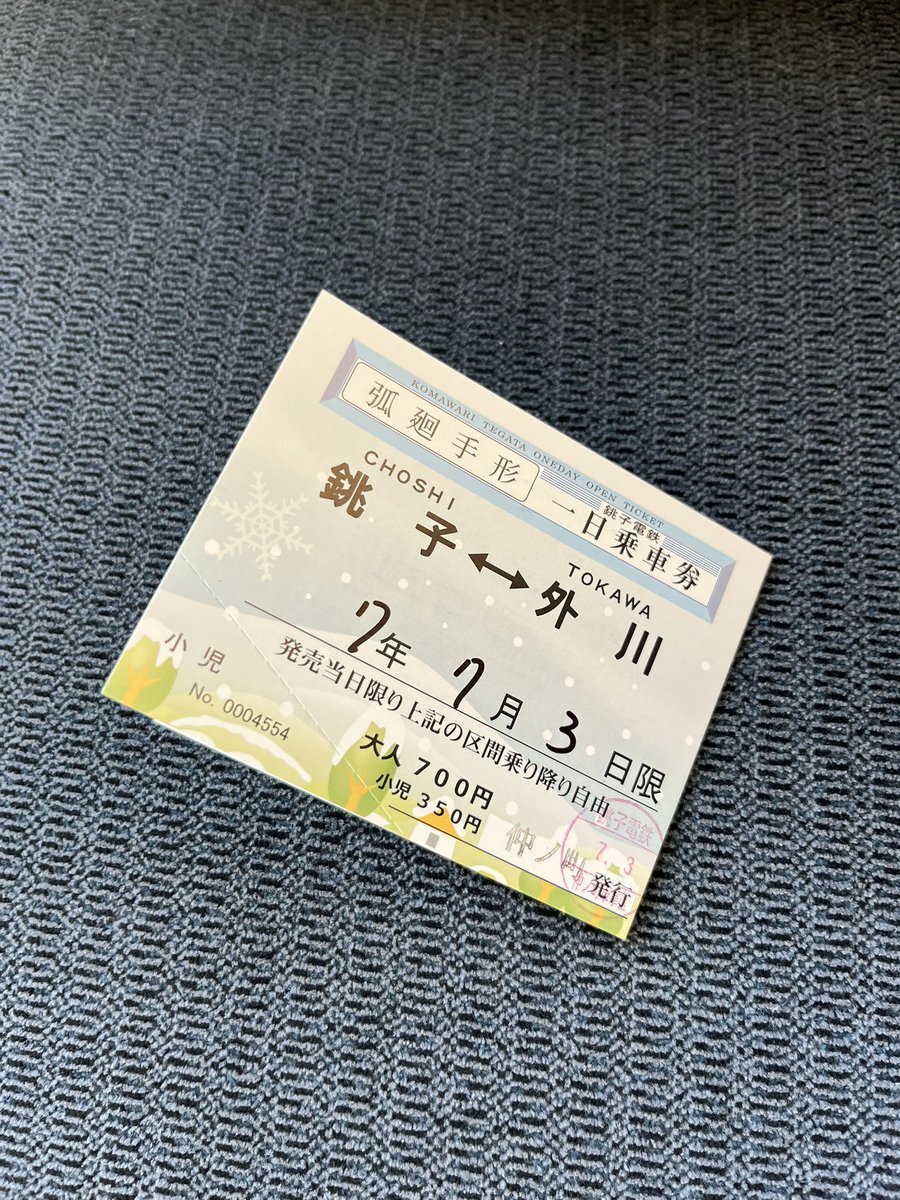 KOMAWARI TEGATA ONEDAY OPEN TICKET
弧廻手形
銚子電鉄
一日乗車券
CHOSHI TOKAWA
銚子↔外川
7年7月3日限
発売当日限り上記の区間乗り降り自由
小児
No. 0004554
大人 700円
小児 350円
仲ノ町発行
銚子電鉄
7. 3